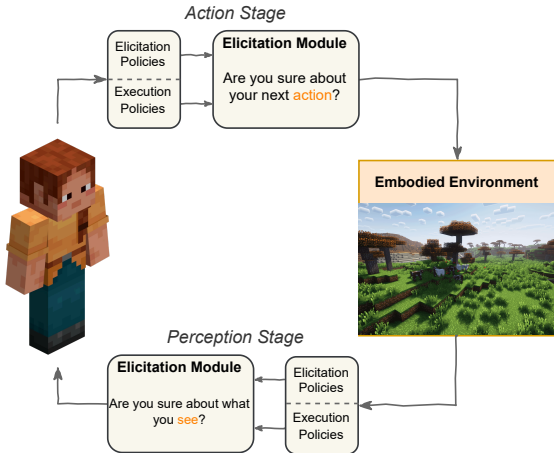 Action Stage
Elicitation
Policies
Execution
Policies
Elicitation Module
Are you sure about
your next action?
Embodied Environment
Perception Stage
Elicitation Module
Are you sure about what
you see?
Elicitation
Policies
Execution
Policies